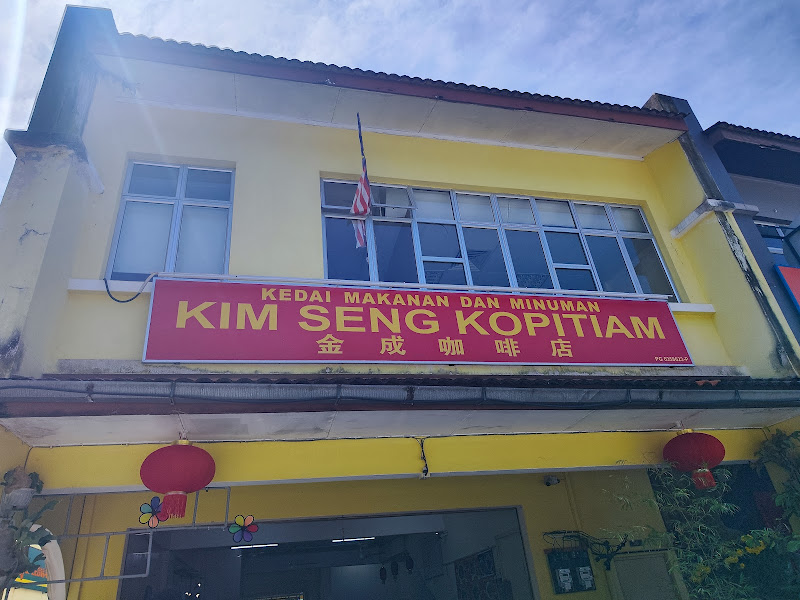 KEDAI MAKANAN DAN MINUMAN
KIM SENG KOPITIAM
金成咖啡店